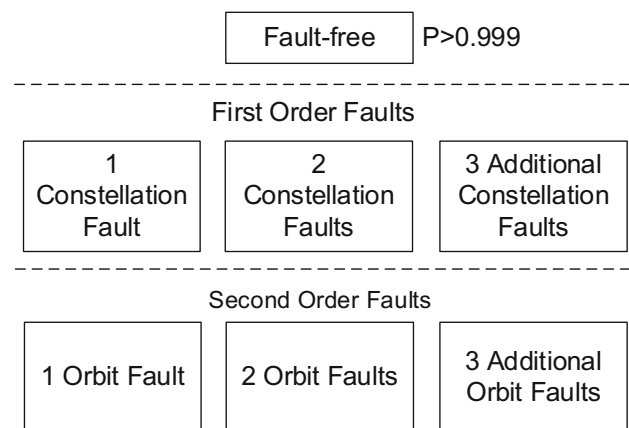 Fault-free P>0.999
First Order Faults
1
Constellation
Fault
2
Constellation
Faults
3 Additional
Constellation
Faults
Second Order Faults
1 Orbit Fault
2 Orbit Faults
3 Additional
Orbit Faults